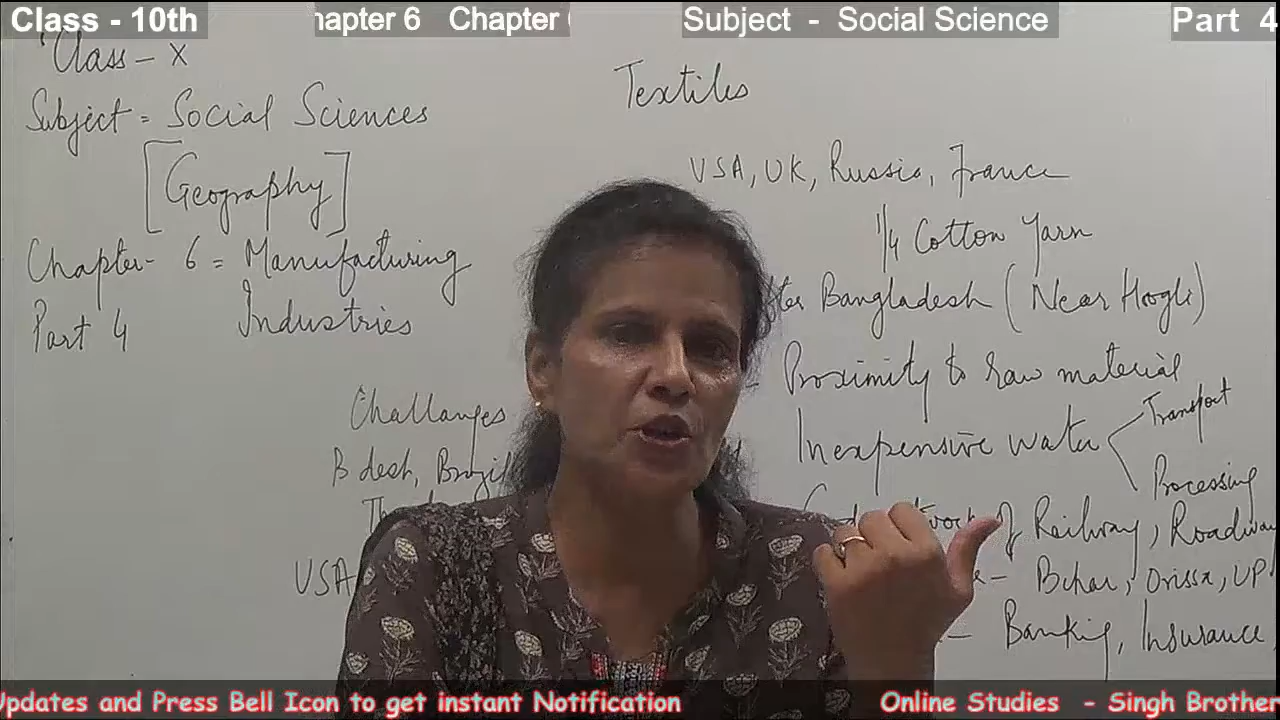 Class - 10th
hapter 6 Chapter
Subject - Social Science
Part 4
Class - X
Subject = Social Sciences
[Geography]
Chapter- 6 = Manufacturing
Industries
Part 4
Textiles
USA, UK, Russia, France
1/4 Cotton Yarn
Bangladesh (Near Hoogli)
Proximity to raw material
Inexpensive water
Transport
Processing
of Railway, Roadway
Bihar, Orissa, UP
Banking, Insurance
Challanges
B desh, Brazil
USA
Updates and Press Bell Icon to get instant Notification
Online Studies - Singh Brother